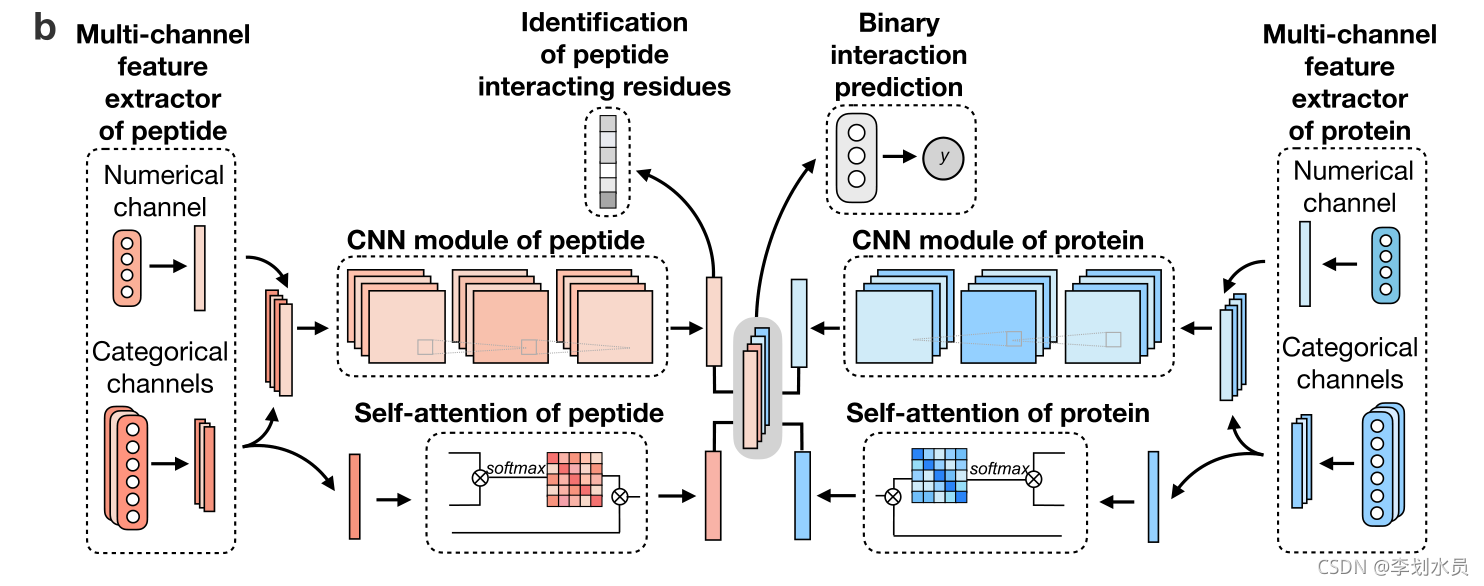 b
Multi-channel
feature
extractor
of peptide
Numerical
channel
Categorical
channels
Identification
of peptide
interacting residues
Binary
interaction
prediction
y
Multi-channel
feature
extractor
of protein
Numerical
channel
Categorical
channels
CNN module of peptide
CNN module of protein
Self-attention of peptide
softmax
Self-attention of protein
softmax
CSDN @李划水员